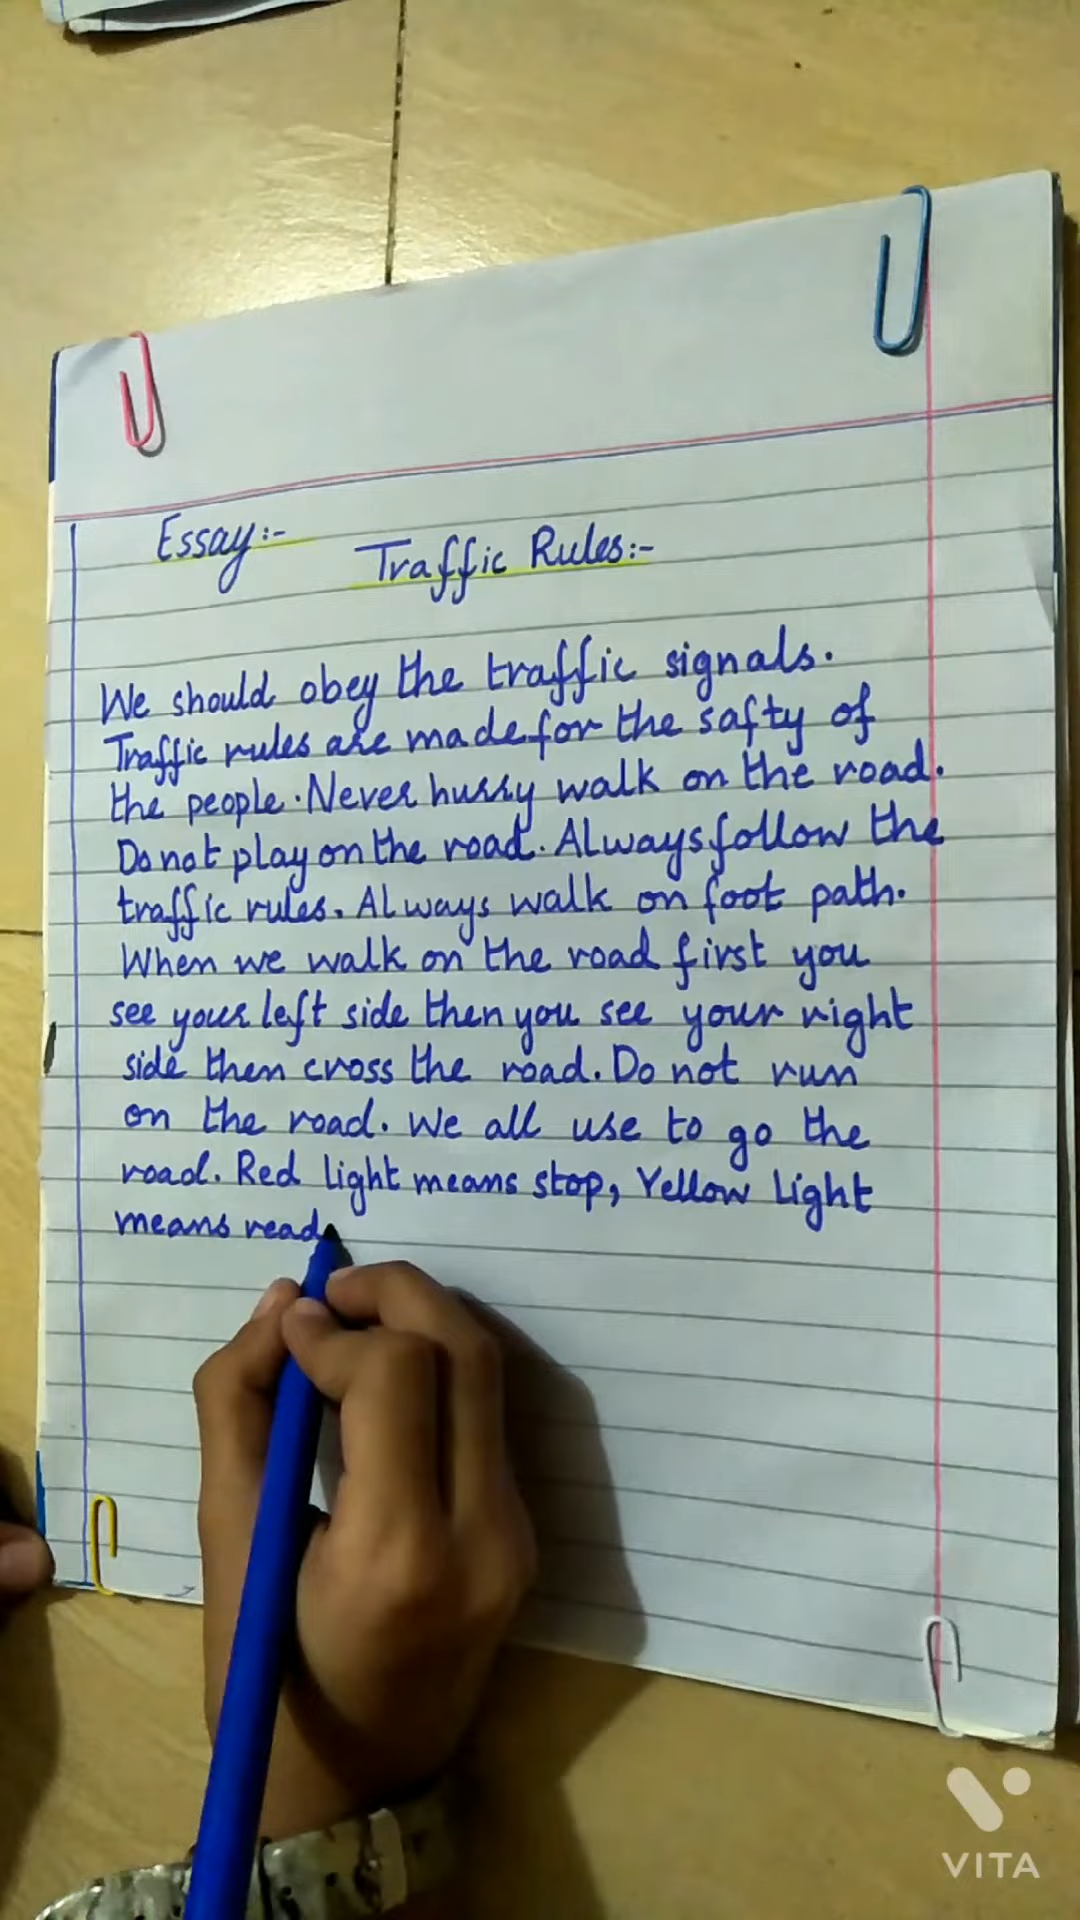 Essay:-
Traffic Rules:-
We should obey the traffic signals.
Traffic rules are made for the safty of
the people. Never hurry walk on the road.
Do not play on the road. Always follow the
traffic rules. Always walk on foot path.
When we walk on the road first you
see your left side then you see your right
side then cross the road. Do not run
on the road. We all use to go the
road. Red light means stop, Yellow Light
means read
VITA